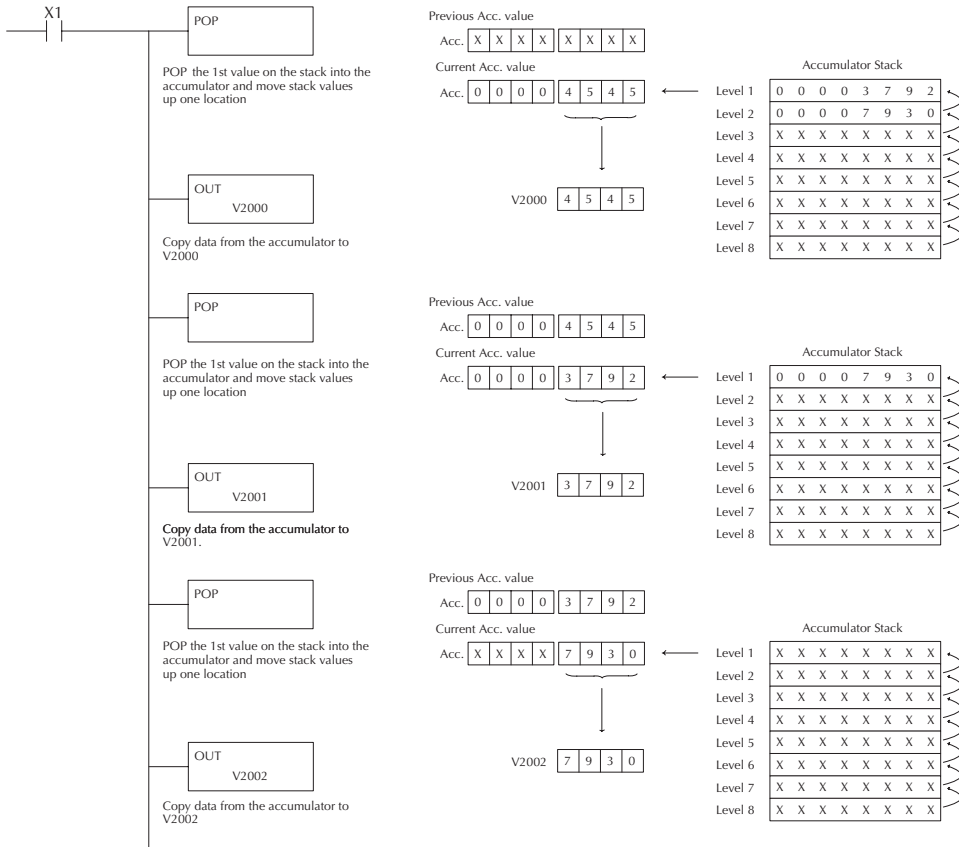 X1
POP
POP the 1st value on the stack into the
accumulator and move stack values
up one location
OUT
V2000
Copy data from the accumulator to
V2000
Previous Acc. value
Acc. X X X X X X X X
Current Acc. value
Acc. 0 0 0 0 4 5 4 5
V2000 4 5 4 5
Accumulator Stack
Level 1 0 0 0 0 3 7 9 2
Level 2 0 0 0 0 7 9 3 0
Level 3 X X X X X X X X
Level 4 X X X X X X X X
Level 5 X X X X X X X X
Level 6 X X X X X X X X
Level 7 X X X X X X X X
Level 8 X X X X X X X X
POP
POP the 1st value on the stack into the
accumulator and move stack values
up one location
OUT
V2001
Copy data from the accumulator to
V2001.
Previous Acc. value
Acc. 0 0 0 0 4 5 4 5
Current Acc. value
Acc. 0 0 0 0 3 7 9 2
V2001 3 7 9 2
Accumulator Stack
Level 1 0 0 0 0 7 9 3 0
Level 2 X X X X X X X X
Level 3 X X X X X X X X
Level 4 X X X X X X X X
Level 5 X X X X X X X X
Level 6 X X X X X X X X
Level 7 X X X X X X X X
Level 8 X X X X X X X X
POP
POP the 1st value on the stack into the
accumulator and move stack values
up one location
OUT
V2002
Copy data from the accumulator to
V2002
Previous Acc. value
Acc. 0 0 0 0 3 7 9 2
Current Acc. value
Acc. X X X X 7 9 3 0
V2002 7 9 3 0
Accumulator Stack
Level 1 X X X X X X X X
Level 2 X X X X X X X X
Level 3 X X X X X X X X
Level 4 X X X X X X X X
Level 5 X X X X X X X X
Level 6 X X X X X X X X
Level 7 X X X X X X X X
Level 8 X X X X X X X X